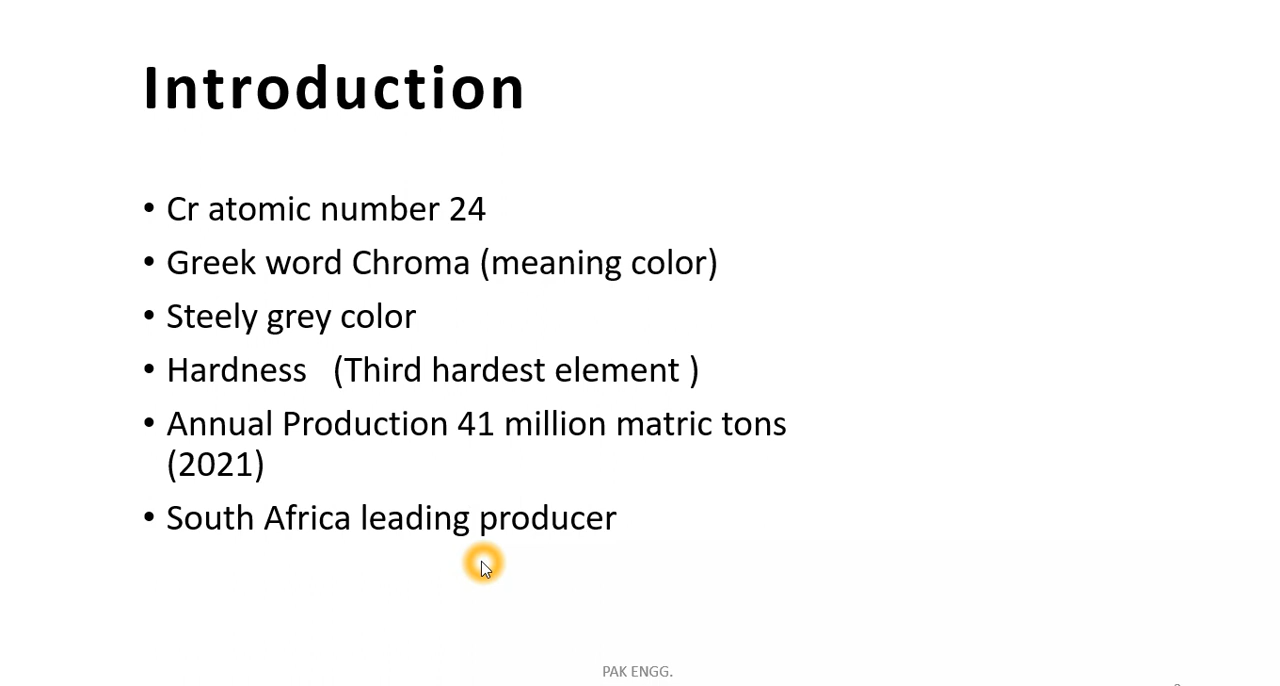 Introduction
• Cr atomic number 24
• Greek word Chroma (meaning color)
• Steely grey color
• Hardness (Third hardest element )
• Annual Production 41 million matric tons
(2021)
• South Africa leading producer
PAK ENGG.